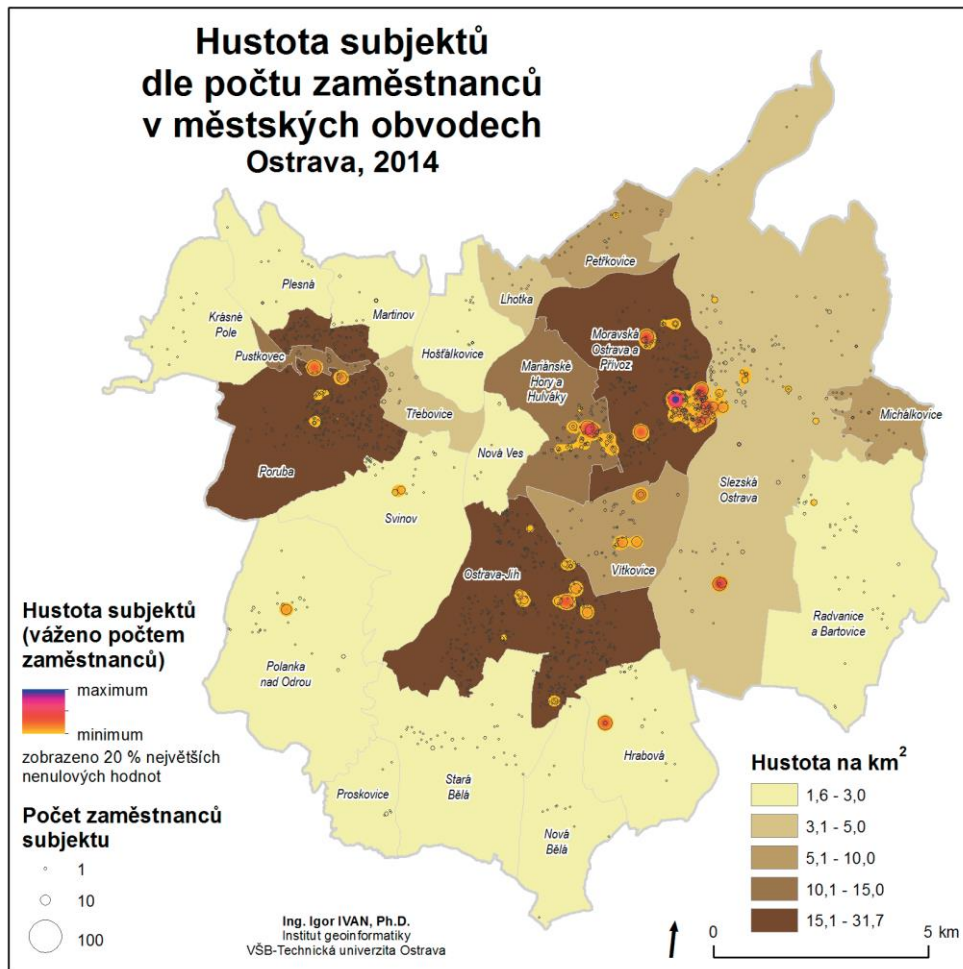 Hustota subjektů
dle počtu zaměstnanců
v městských obvodech
Ostrava, 2014
Petřkovice
Plesná
Lhotka
Krásné
Pole
Martinov
Moravská
Ostrava a
Přívoz
Pustkovec
Hošťálkovice
Mariánské
Hory a
Hulváky
Třebovice
Michálkovice
Nová Ves
Poruba
Slezská
Ostrava
Svinov
Ostrava-Jih
Vítkovice
Radvanice
a Bartovice
Polanka
nad Odrou
Hrabová
Stará
Bělá
Proskovice
Nová
Bělá
Hustota subjektů
(váženo počtem
zaměstnanců)
maximum
minimum
zobrazeno 20 % největších
nenulových hodnot
Počet zaměstnanců
subjektu
1
10
100
Ing. Igor IVAN, Ph.D.
Institut geoinformatiky
VŠB-Technická univerzita Ostrava
Hustota na km²
1,6 - 3,0
3,1 - 5,0
5,1 - 10,0
10,1 - 15,0
15,1 - 31,7
0 5 km